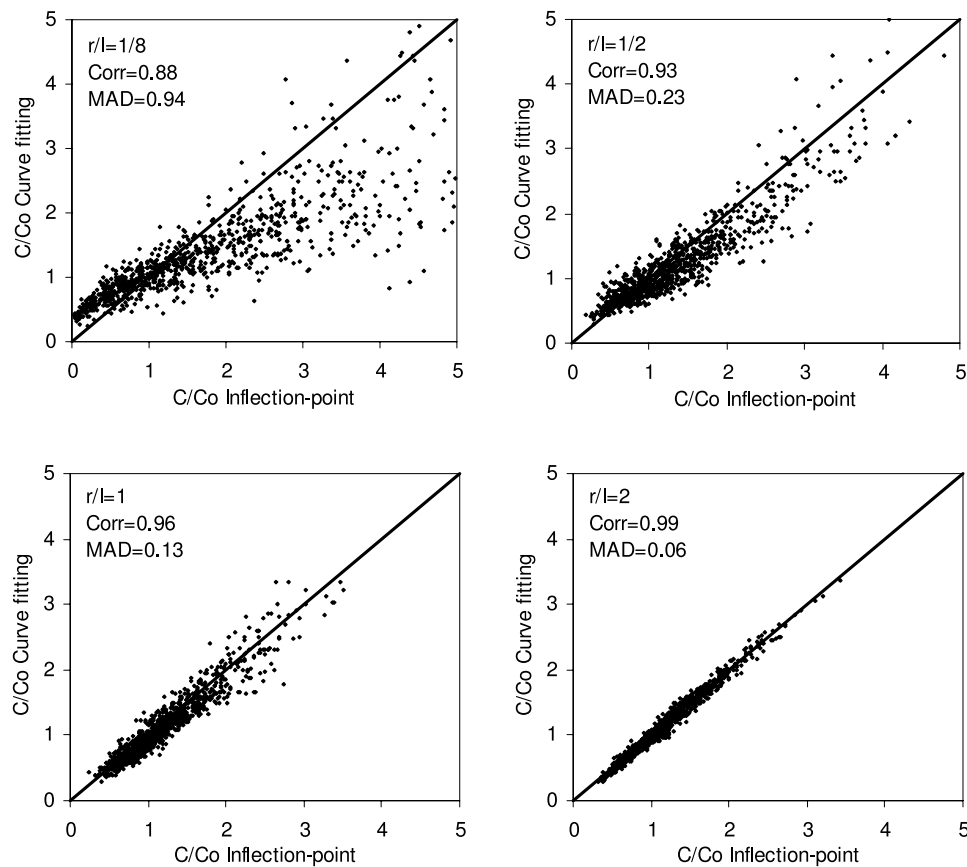 r/l=1/8
Corr=0.88
MAD=0.94
C/Co Curve fitting
5
4
3
2
1
0
0 1 2 3 4 5
C/Co Inflection-point
r/l=1/2
Corr=0.93
MAD=0.23
C/Co Curve fitting
5
4
3
2
1
0
0 1 2 3 4 5
C/Co Inflection-point
r/l=1
Corr=0.96
MAD=0.13
C/Co Curve fitting
5
4
3
2
1
0
0 1 2 3 4 5
C/Co Inflection-point
r/l=2
Corr=0.99
MAD=0.06
C/Co Curve fitting
5
4
3
2
1
0
0 1 2 3 4 5
C/Co Inflection-point